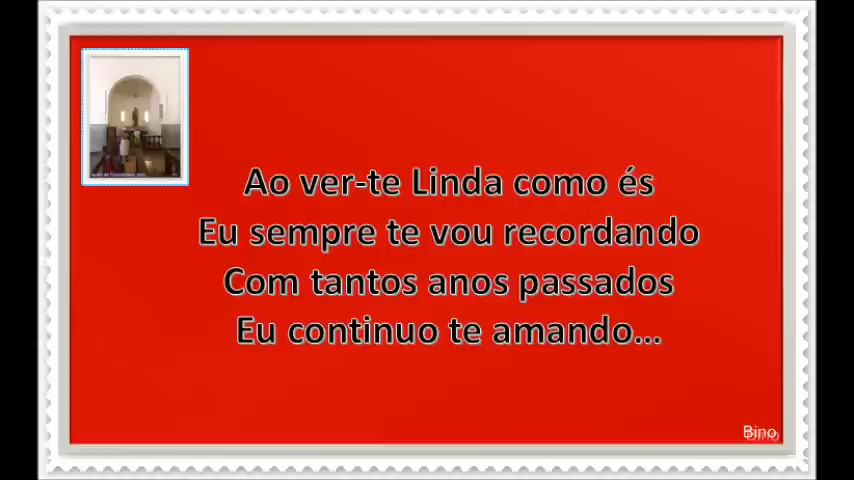 Ao ver-te Linda como és
Eu sempre te vou recordando
Com tantos anos passados
Eu continuo te amando...
Bino